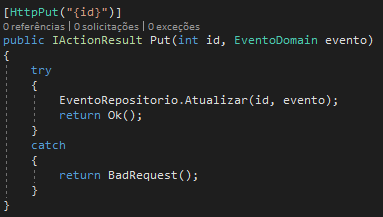 [HttpPut("{id}")]
0 referências | 0 solicitações | 0 exceções
public IActionResult Put(int id, EventoDomain evento)
{
try
{
EventoRepositorio.Atualizar(id, evento);
return Ok();
}
catch
{
return BadRequest();
}
}